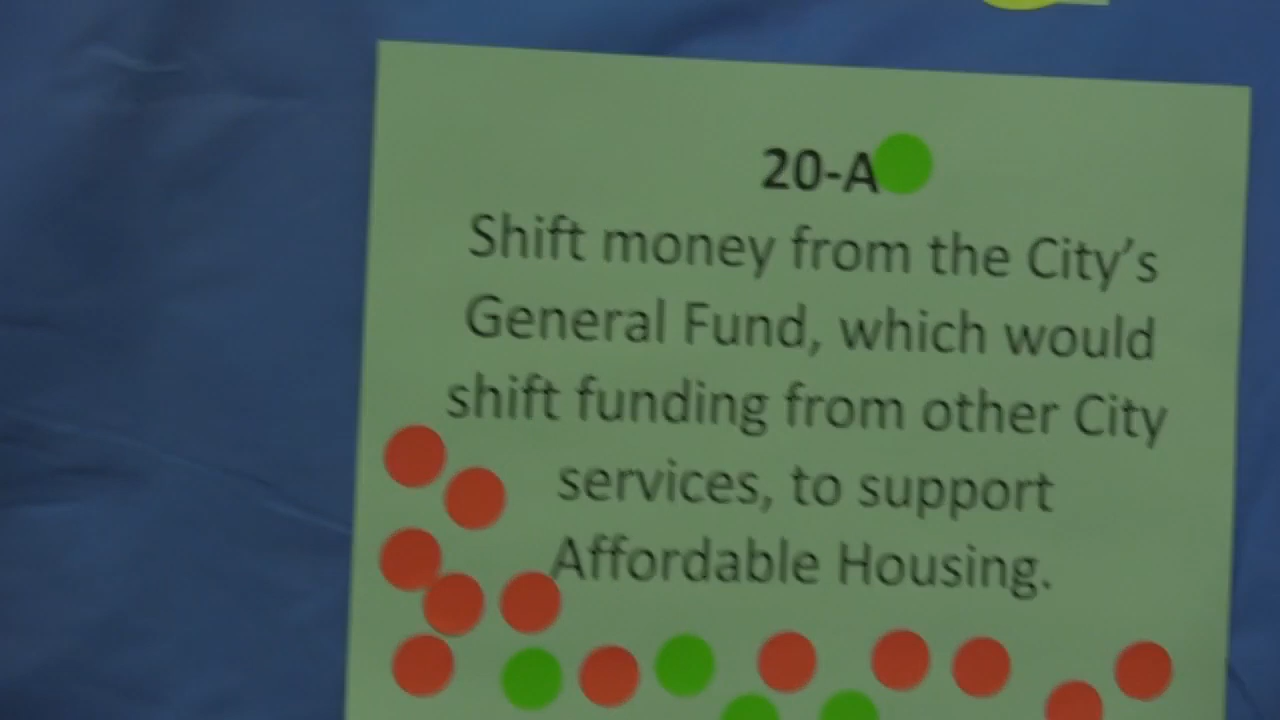 20-A
Shift money from the City’s
General Fund, which would
shift funding from other City
services, to support
Affordable Housing.